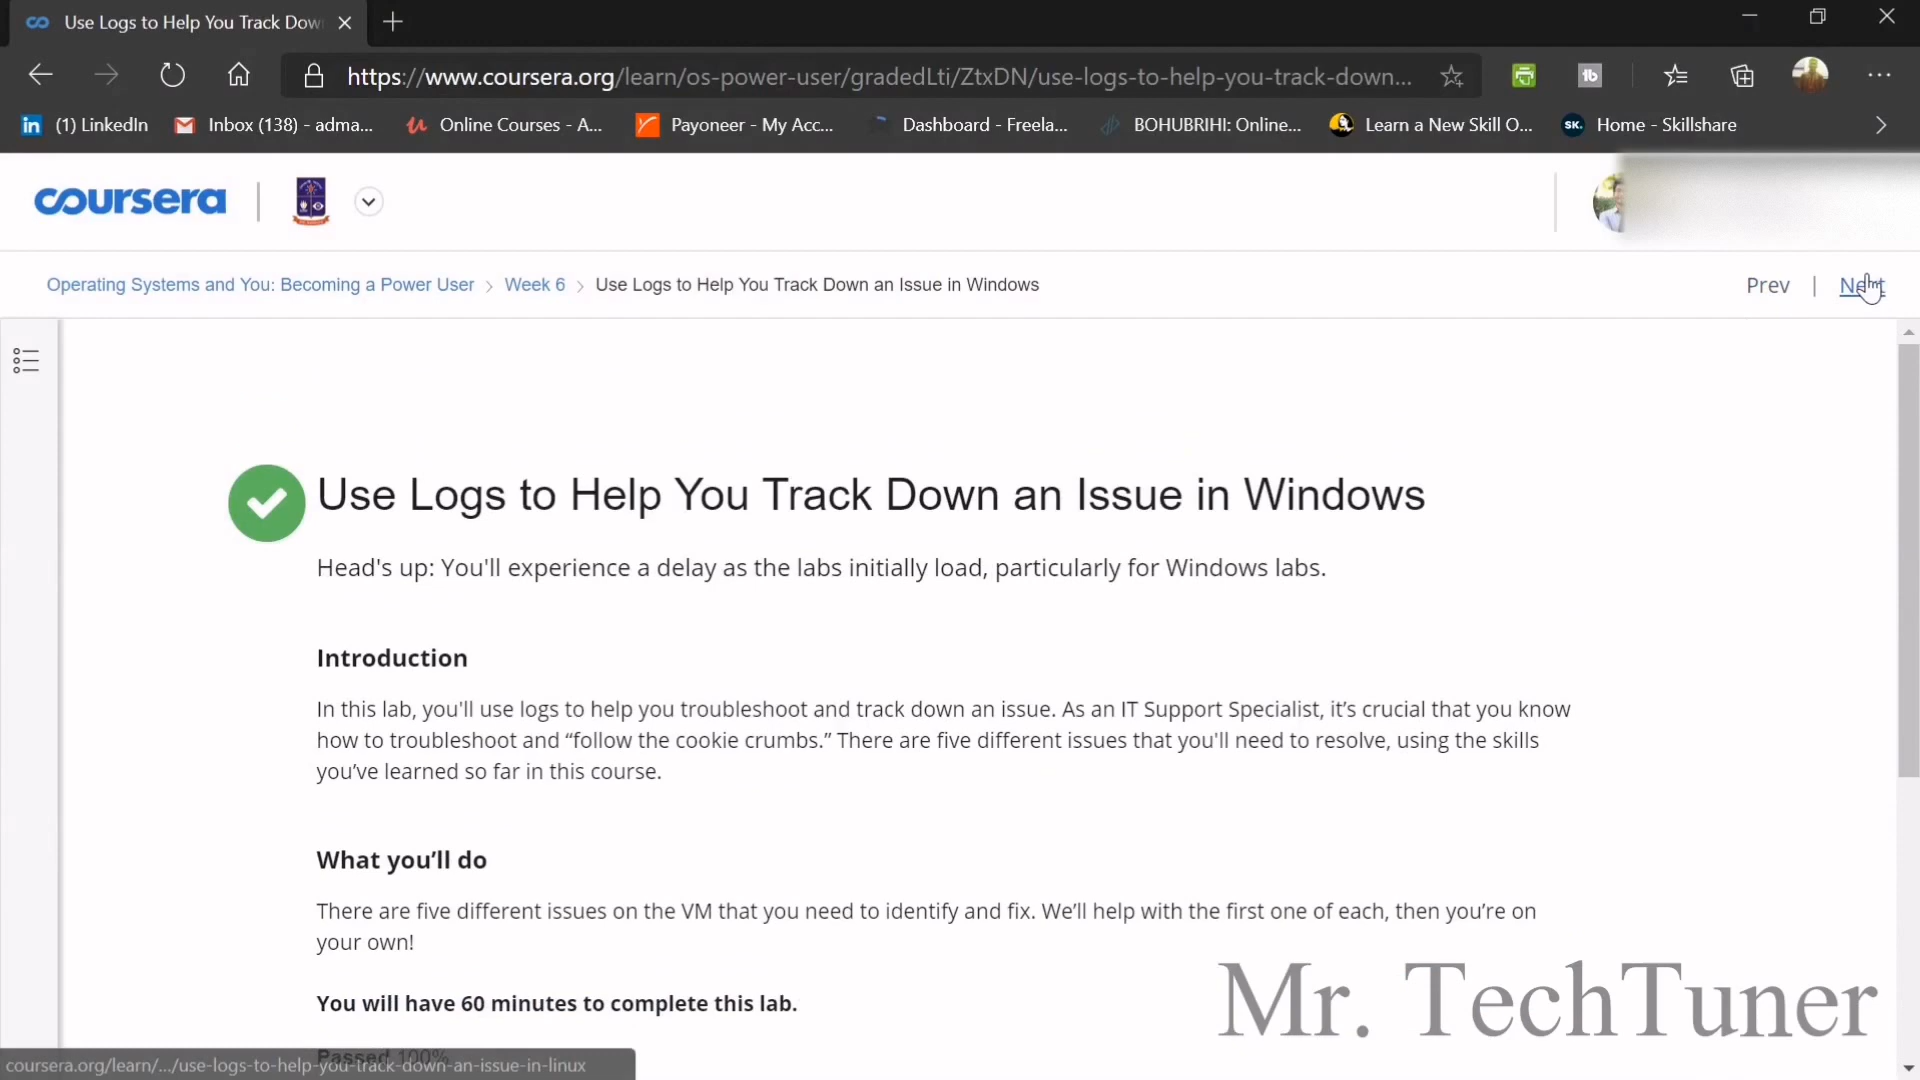 Use Logs to Help You Track Dow
https://www.coursera.org/learn/os-power-user/gradedLti/ZtxDN/use-logs-to-help-you-track-down...
(1) LinkedIn
Inbox (138) - adma...
Online Courses - A...
Payoneer - My Acc...
Dashboard - Freela...
BOHUBRIHI: Online...
Learn a New Skill O...
SK.
Home - Skillshare
coursera
Operating Systems and You: Becoming a Power User > Week 6 > Use Logs to Help You Track Down an Issue in Windows
Prev | Next
Use Logs to Help You Track Down an Issue in Windows
Head's up: You'll experience a delay as the labs initially load, particularly for Windows labs.
Introduction
In this lab, you'll use logs to help you troubleshoot and track down an issue. As an IT Support Specialist, it’s crucial that you know
how to troubleshoot and “follow the cookie crumbs.” There are five different issues that you'll need to resolve, using the skills
you’ve learned so far in this course.
What you’ll do
There are five different issues on the VM that you need to identify and fix. We’ll help with the first one of each, then you’re on
your own!
You will have 60 minutes to complete this lab.
Passed 100%
coursera.org/learn/.../use-logs-to-help-you-track-down-an-issue-in-linux
Mr. TechTuner